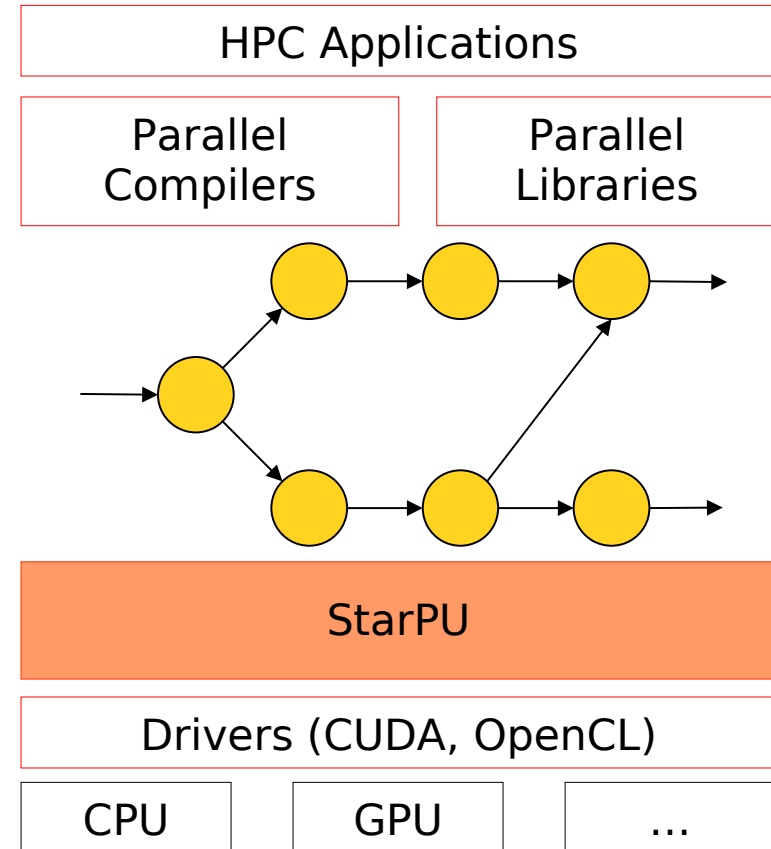 HPC Applications
Parallel
Compilers
Parallel
Libraries
StarPU
Drivers (CUDA, OpenCL)
CPU
GPU
...